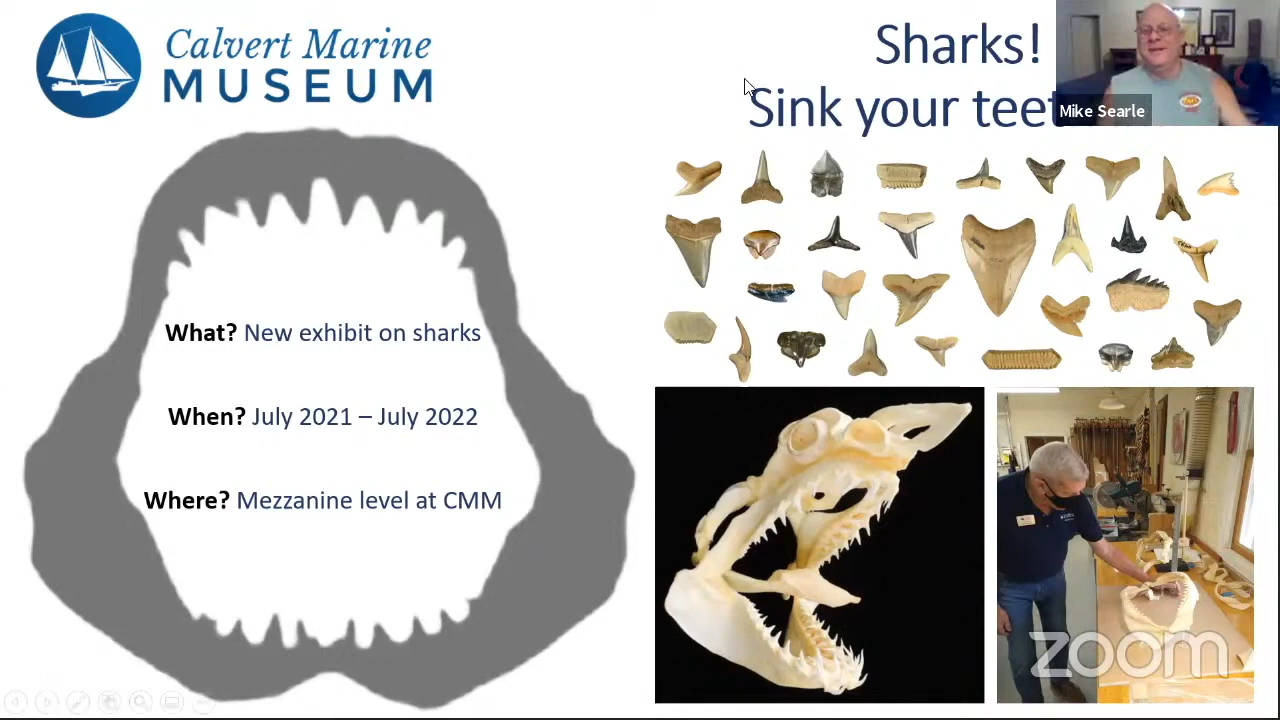 Calvert Marine
MUSEUM
Sharks!
Sink your teet
Mike Searle
What? New exhibit on sharks
When? July 2021 – July 2022
Where? Mezzanine level at CMM
zoom